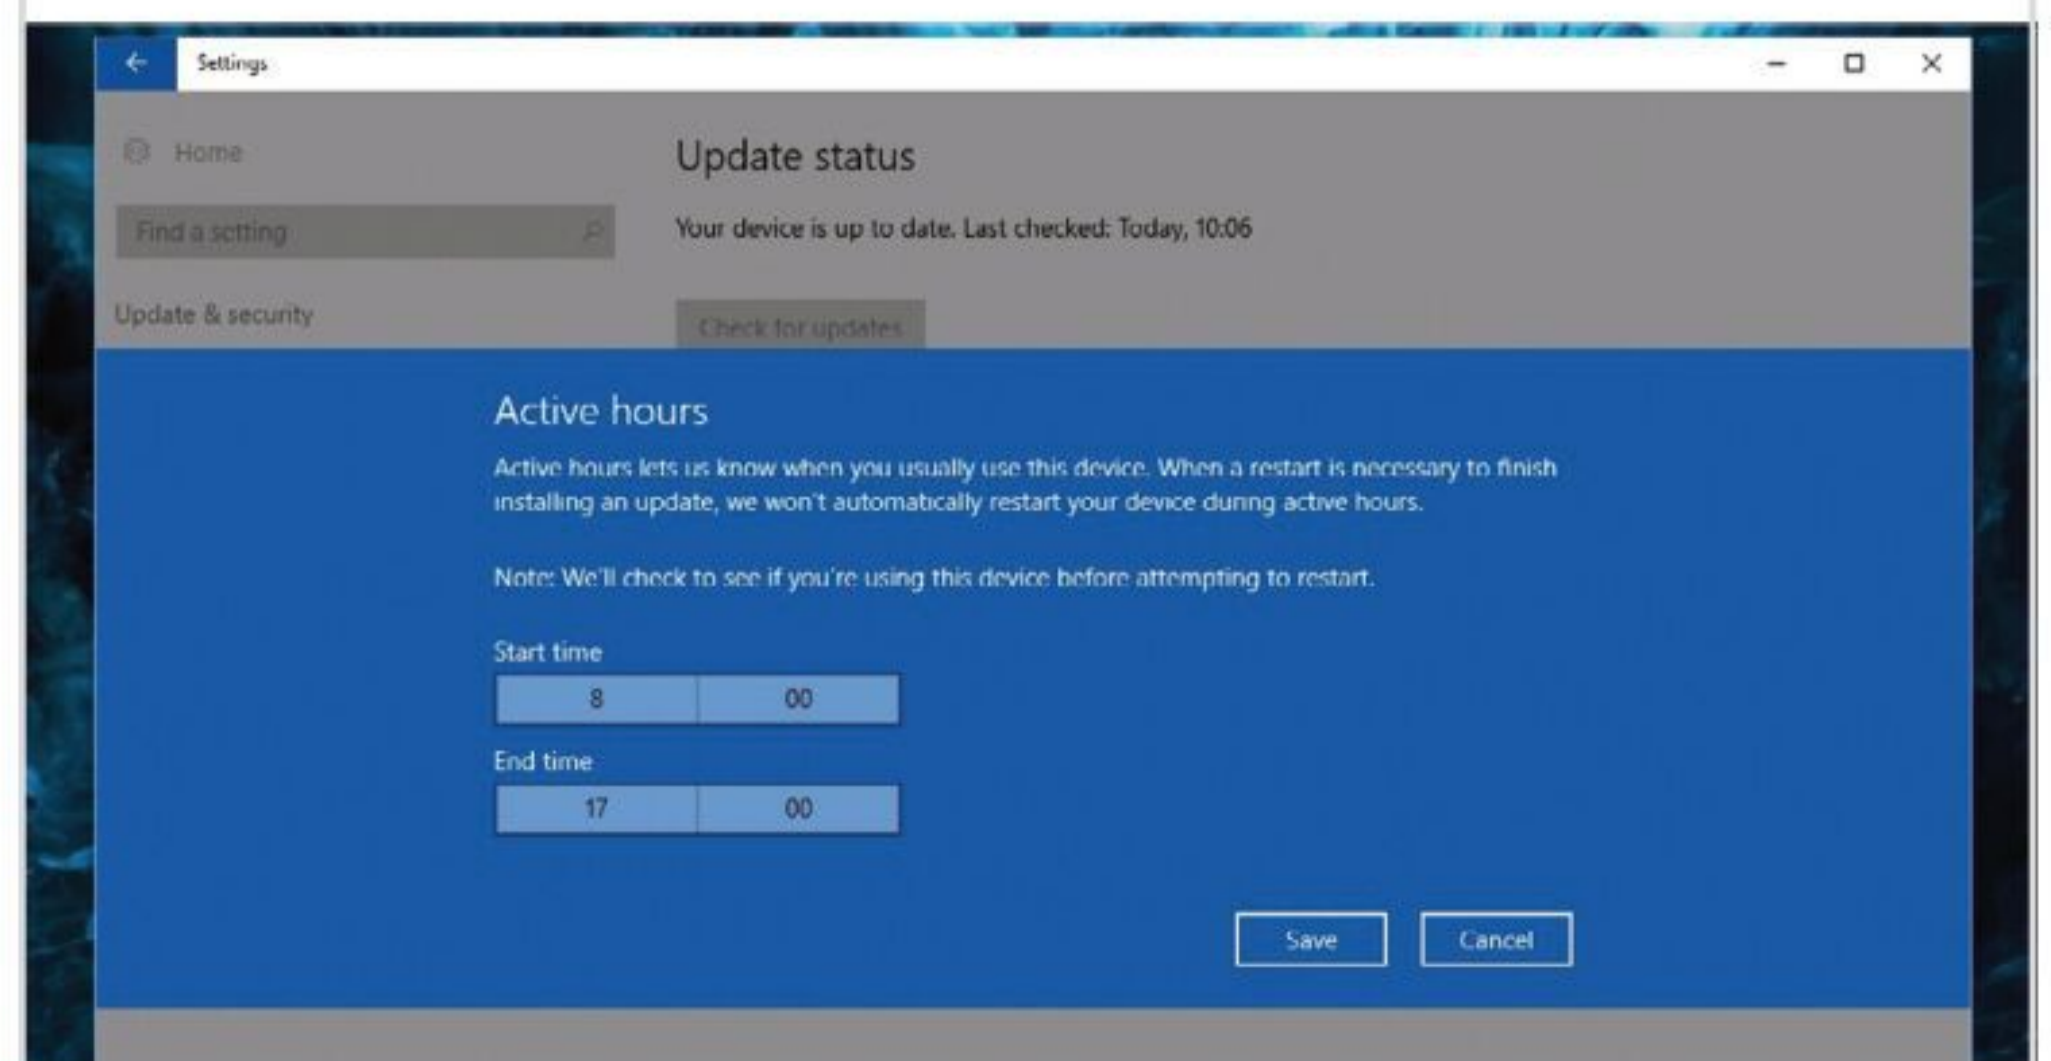 Settings
Home
Update status
Find a setting
Your device is up to date. Last checked: Today, 10:06
Update & security
Check for updates
Active hours
Active hours lets us know when you usually use this device. When a restart is necessary to finish
installing an update, we won't automatically restart your device during active hours.
Note: We'll check to see if you're using this device before attempting to restart.
Start time
8 00
End time
17 00
Save Cancel